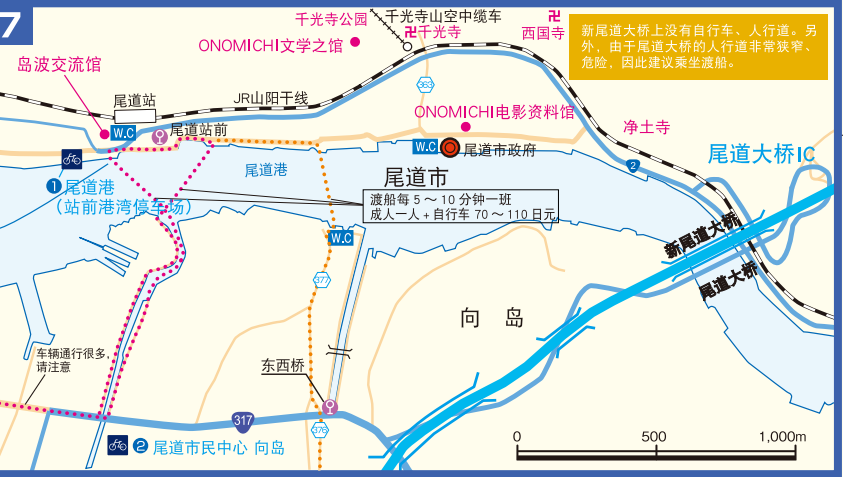 7
千光寺公园
千光寺山空中缆车
卍千光寺
卍
西国寺
ONOMICHI文学之馆
岛波交流馆
新尾道大桥上没有自行车、人行道。另
外，由于尾道大桥的人行道非常狭窄、
危险，因此建议乘坐渡船。
尾道站
JR山阳干线
363
ONOMICHI电影资料馆
W.C
尾道站前
净土寺
W.C
尾道市政府
2
尾道大桥IC
尾道港
尾道市
1 尾道港
（站前港湾停车场）
渡船每 5 ～ 10 分钟一班
成人一人 + 自行车 70 ～ 110 日元
W.C
新尾道大桥
尾道大桥
377
向 岛
车辆通行很多，
请注意
东西桥
317
376
2 尾道市民中心 向岛
0
500
1,000m